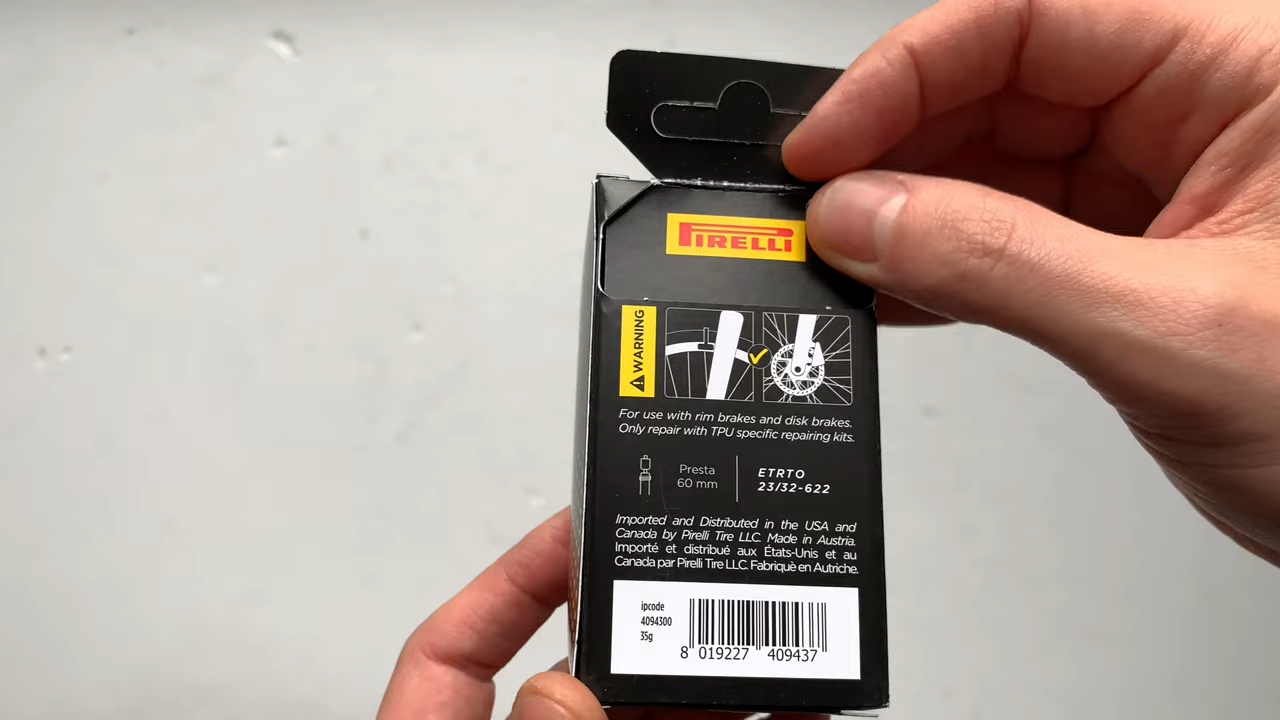 PIRELLI
WARNING
For use with rim brakes and disk brakes.
Only repair with TPU specific repairing kits.
Presta
60 mm
ETRTO
23/32-622
Imported and Distributed in the USA and
Canada by Pirelli Tire LLC. Made in Austria.
Importé et distribué aux États-Unis et au
Canada par Pirelli Tire LLC. Fabriquè en Autriche.
ipcode
4094300
35g
8 019227 409437